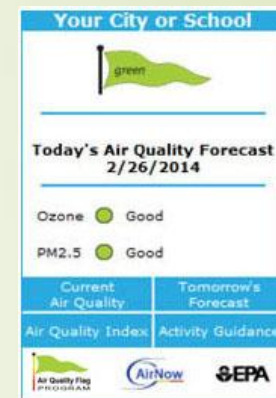 Your City or School
green
Today's Air Quality Forecast
2/26/2014
Ozone Good
PM2.5 Good
Current
Air Quality
Tomorrow's
Forecast
Air Quality Index
Activity Guidance
Air Quality Flag
PROGRAM
AirNow
EPA